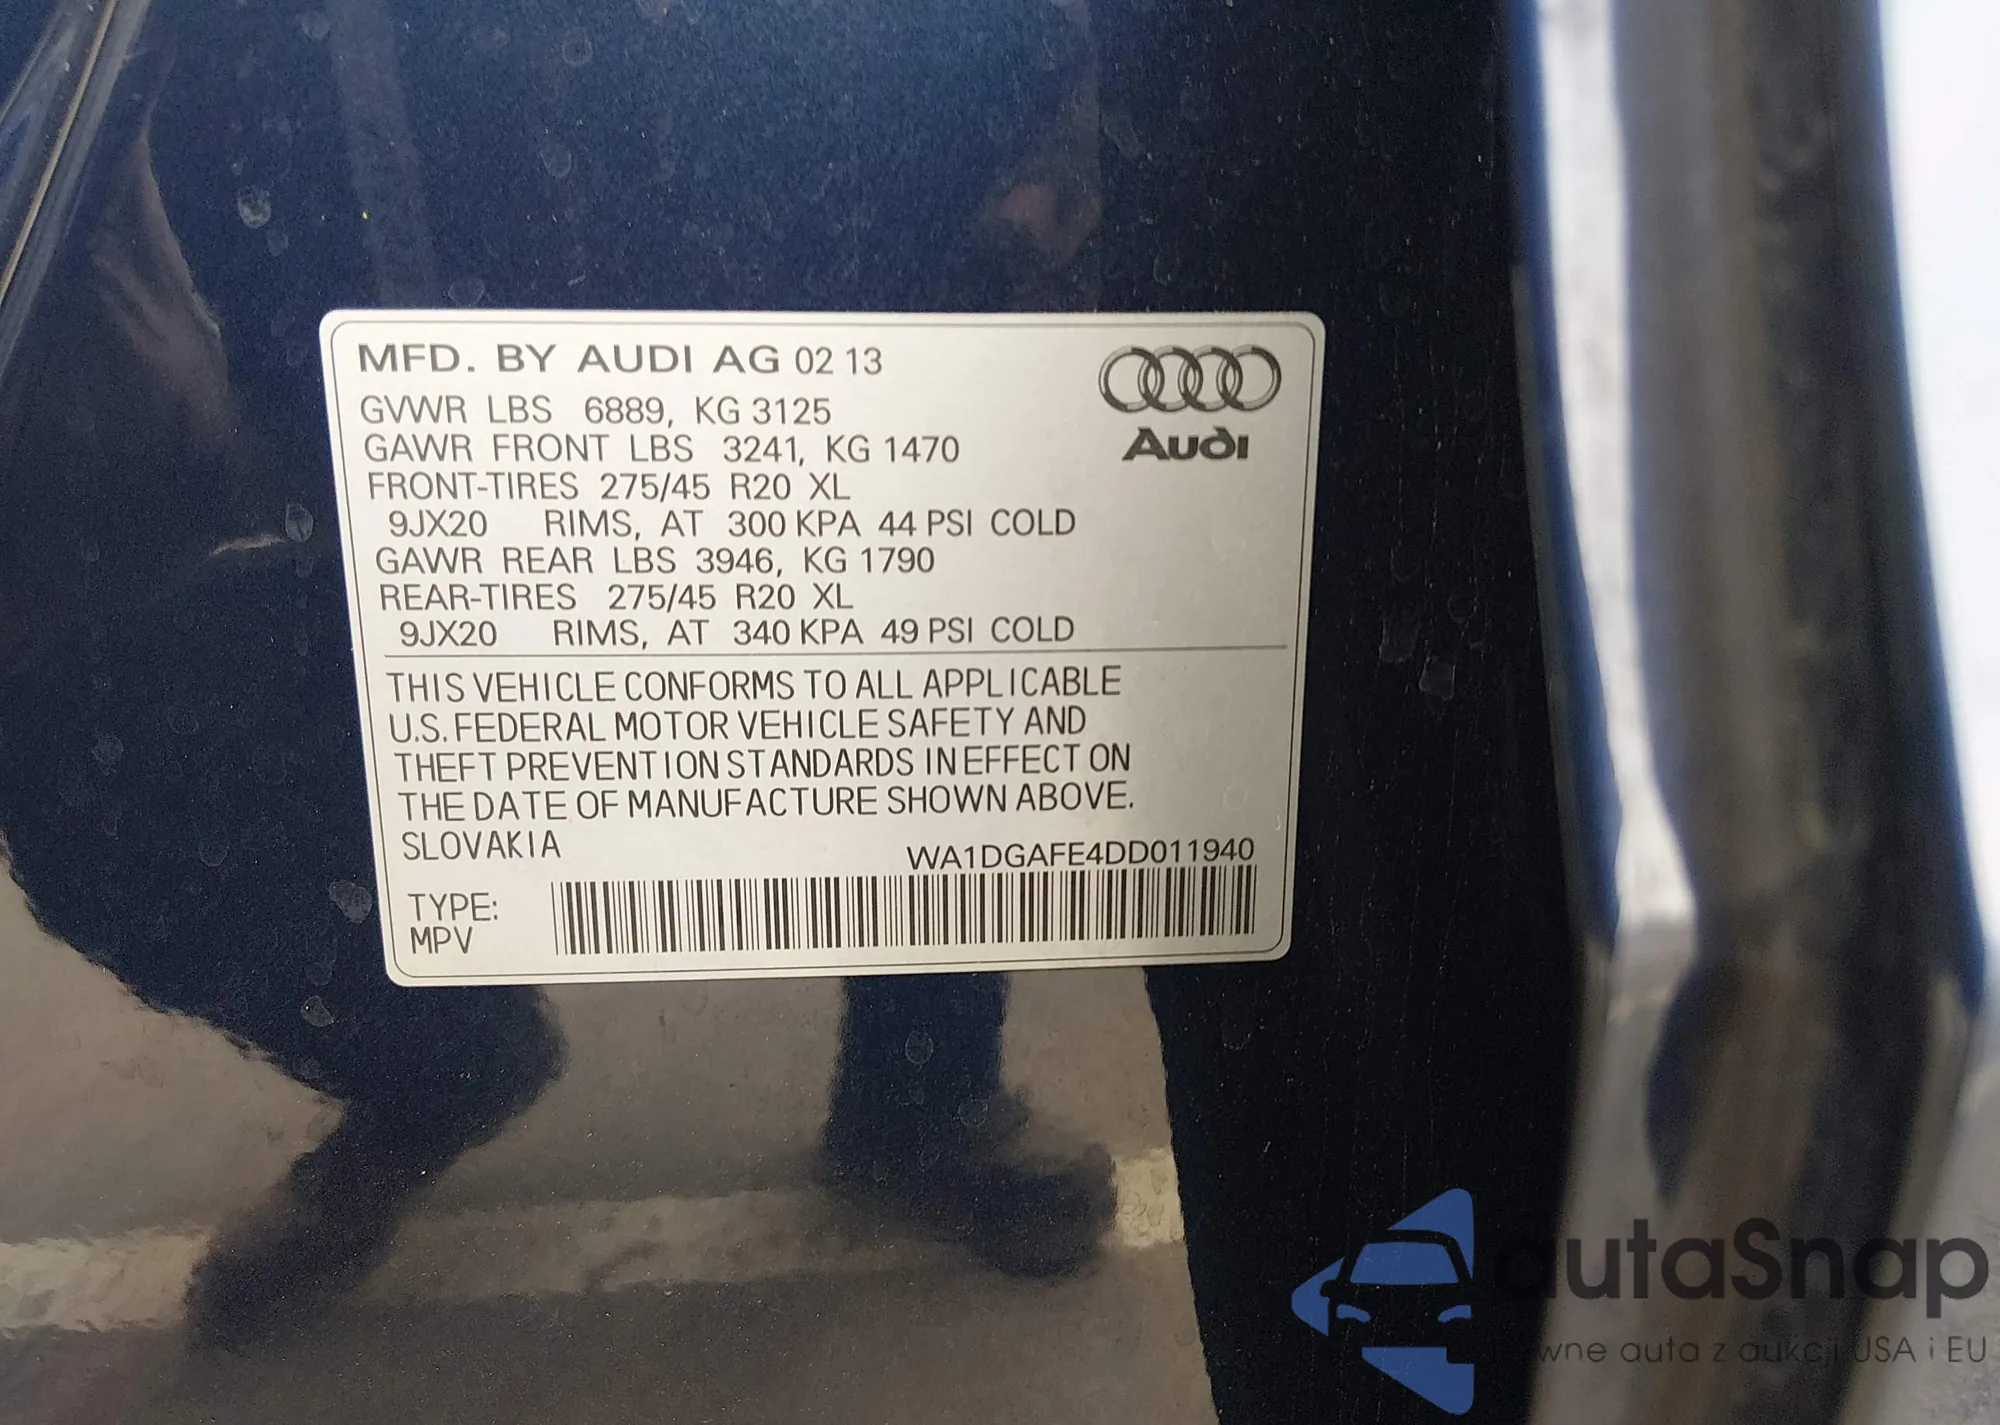 MFD. BY AUDI AG 02 13
GVWR LBS 6889, KG 3125
GAWR FRONT LBS 3241, KG 1470
FRONT-TIRES 275/45 R20 XL
9JX20 RIMS, AT 300 KPA 44 PSI COLD
GAWR REAR LBS 3946, KG 1790
REAR-TIRES 275/45 R20 XL
9JX20 RIMS, AT 340 KPA 49 PSI COLD
Audi
THIS VEHICLE CONFORMS TO ALL APPLICABLE
U.S. FEDERAL MOTOR VEHICLE SAFETY AND
THEFT PREVENTION STANDARDS IN EFFECT ON
THE DATE OF MANUFACTURE SHOWN ABOVE.
SLOVAKIA
WA1DGAFE4DD011940
TYPE:
MPV
autaSnap
auta z aukcji USA i EU